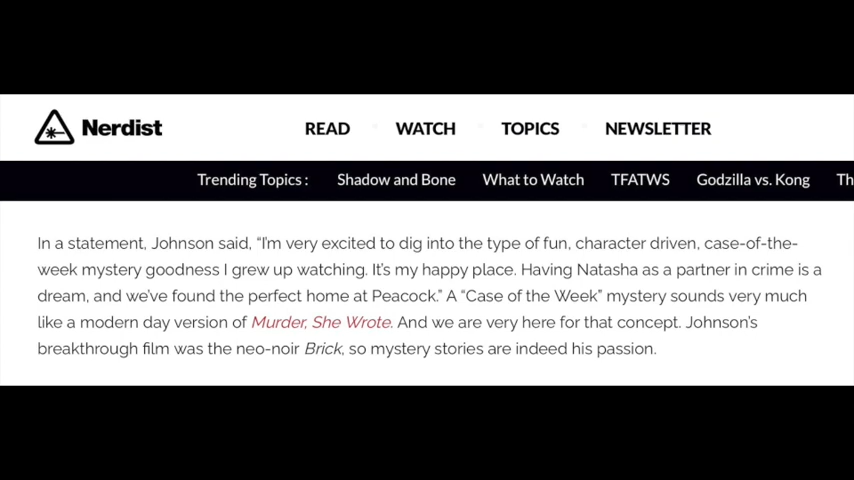 Nerdist
READ WATCH TOPICS NEWSLETTER
Trending Topics : Shadow and Bone What to Watch TFATWS Godzilla vs. Kong Th
In a statement, Johnson said, “I’m very excited to dig into the type of fun, character driven, case-of-the-
week mystery goodness I grew up watching. It’s my happy place. Having Natasha as a partner in crime is a
dream, and we’ve found the perfect home at Peacock.” A “Case of the Week” mystery sounds very much
like a modern day version of Murder, She Wrote. And we are very here for that concept. Johnson’s
breakthrough film was the neo-noir Brick, so mystery stories are indeed his passion.